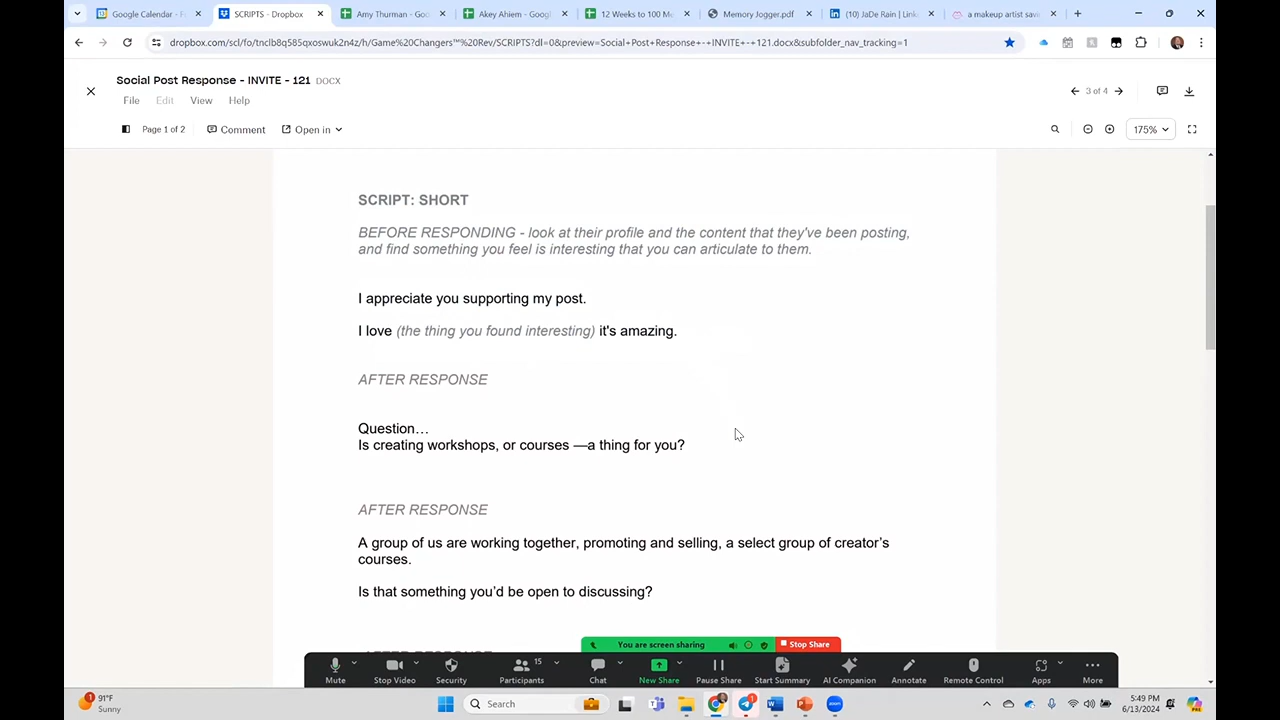 Google Calendar - F
SCRIPTS - Dropbox
Amy Thurman - Goo
Akey Ahiem - Googl
12 Weeks to 100 M
Memory Jogger.pdf
(10) JaDe Rain | Link
a makeup artist sav
dropbox.com/scl/fo/tnclb8q585qxoswuk2n4z/h/Game%20Changers™%20Rev/SCRIPTS?dl=0&preview=Social+Post+Response+-+INVITE+-+121.docx&subfolder_nav_tracking=1
Social Post Response - INVITE - 121 DOCX
File Edit View Help
3 of 4
Page 1 of 2
Comment
Open in
175%
SCRIPT: SHORT
BEFORE RESPONDING - look at their profile and the content that they've been posting,
and find something you feel is interesting that you can articulate to them.
I appreciate you supporting my post.
I love (the thing you found interesting) it's amazing.
AFTER RESPONSE
Question…
Is creating workshops, or courses —a thing for you?
AFTER RESPONSE
A group of us are working together, promoting and selling, a select group of creator's
courses.
Is that something you'd be open to discussing?
AFTER RESPONSE
You are screen sharing
Stop Share
15
Mute
Stop Video
Security
Participants
Chat
New Share
Pause Share
Start Summary
AI Companion
Annotate
Remote Control
Apps
More
1
91°F
Sunny
Search
5:49 PM
6/13/2024